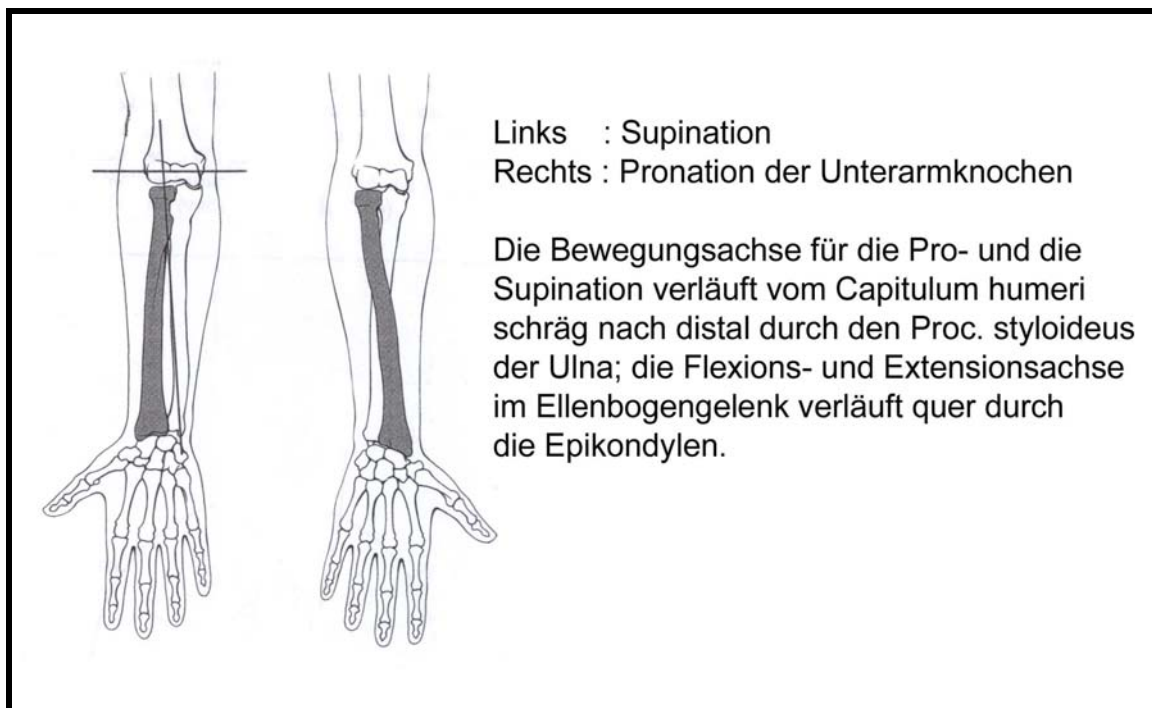 Links : Supination
Rechts : Pronation der Unterarmknochen
Die Bewegungsachse für die Pro- und die
Supination verläuft vom Capitulum humeri
schräg nach distal durch den Proc. styloideus
der Ulna; die Flexions- und Extensionsachse
im Ellenbogengelenk verläuft quer durch
die Epikondylen.